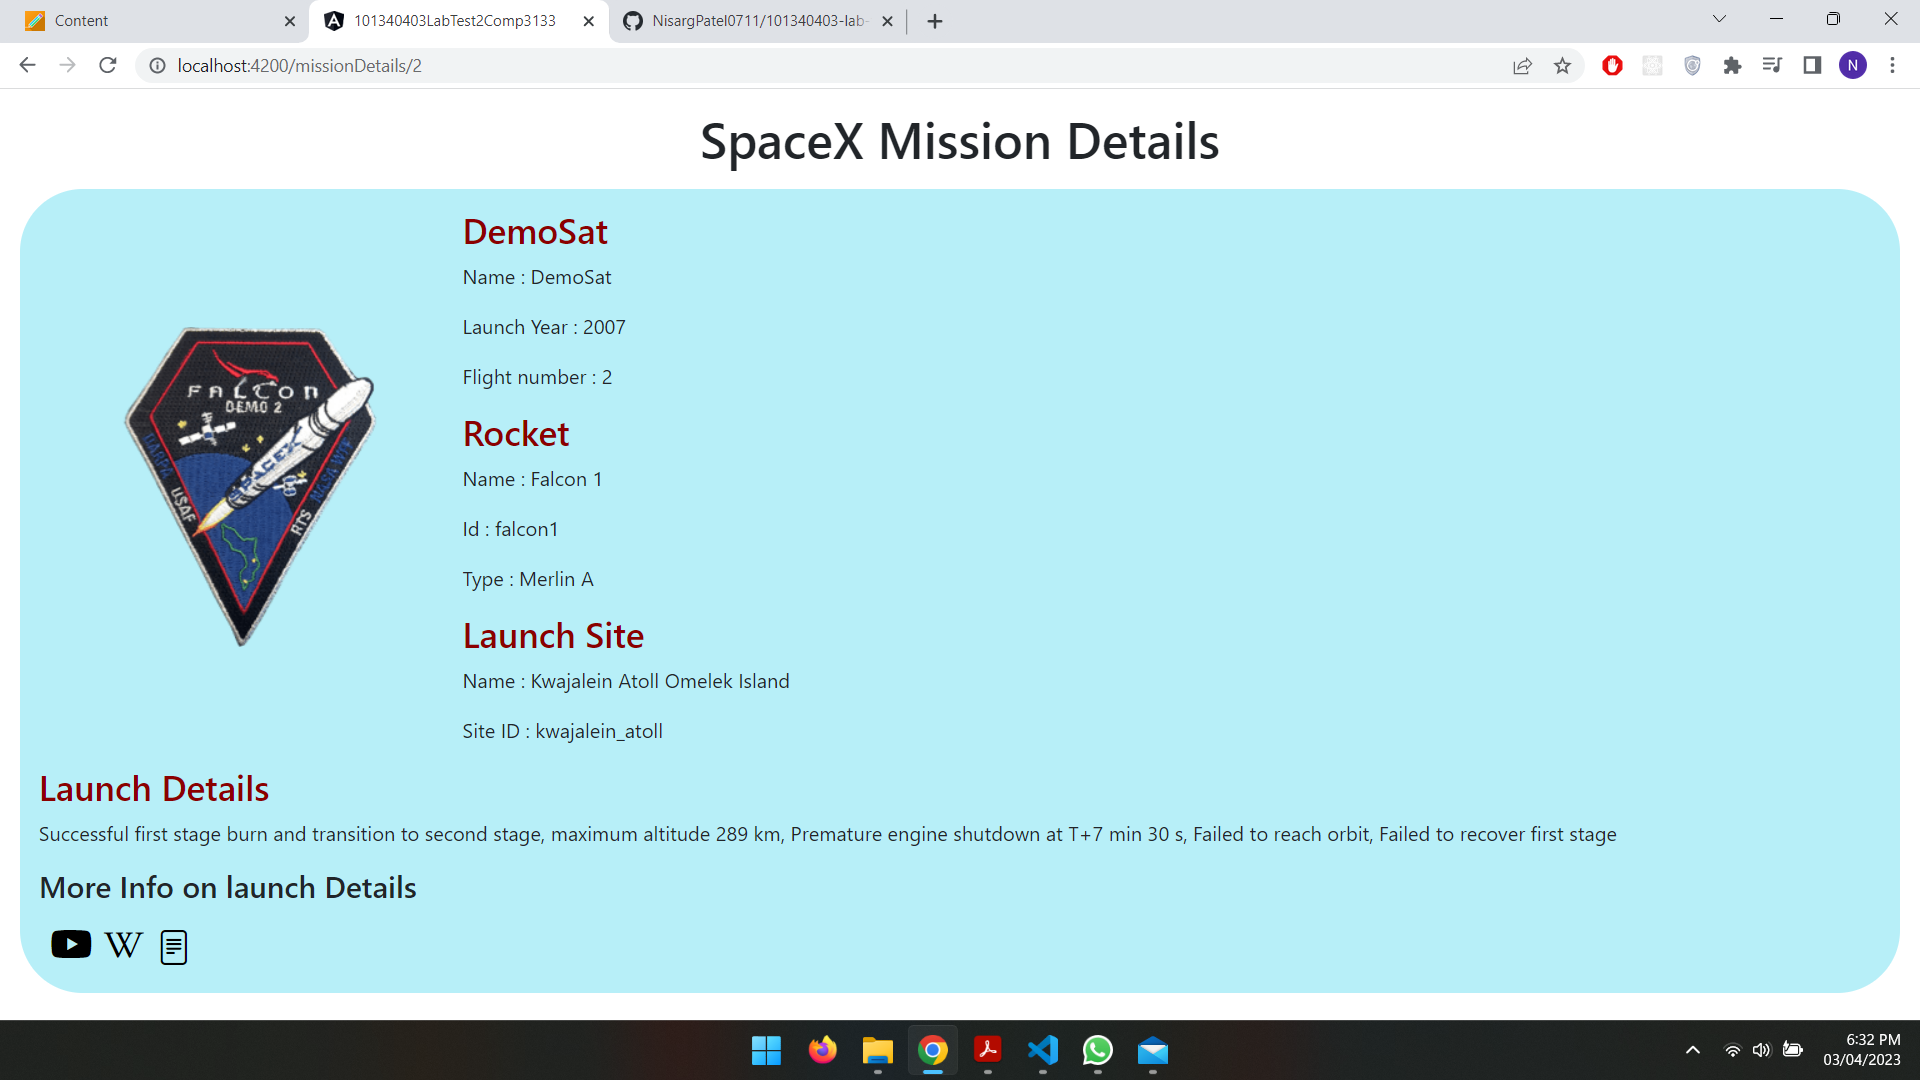 Content
101340403LabTest2Comp3133
NisargPatel0711/101340403-lab-
localhost:4200/missionDetails/2
N
SpaceX Mission Details
DemoSat
Name : DemoSat
Launch Year : 2007
Flight number : 2
FALCON
DEMO 2
SPACEX
DARPA
USAF
NASA WFF
RTS
Rocket
Name : Falcon 1
Id : falcon1
Type : Merlin A
Launch Site
Name : Kwajalein Atoll Omelek Island
Site ID : kwajalein_atoll
Launch Details
Successful first stage burn and transition to second stage, maximum altitude 289 km, Premature engine shutdown at T+7 min 30 s, Failed to reach orbit, Failed to recover first stage
More Info on launch Details
W
6:32 PM
03/04/2023